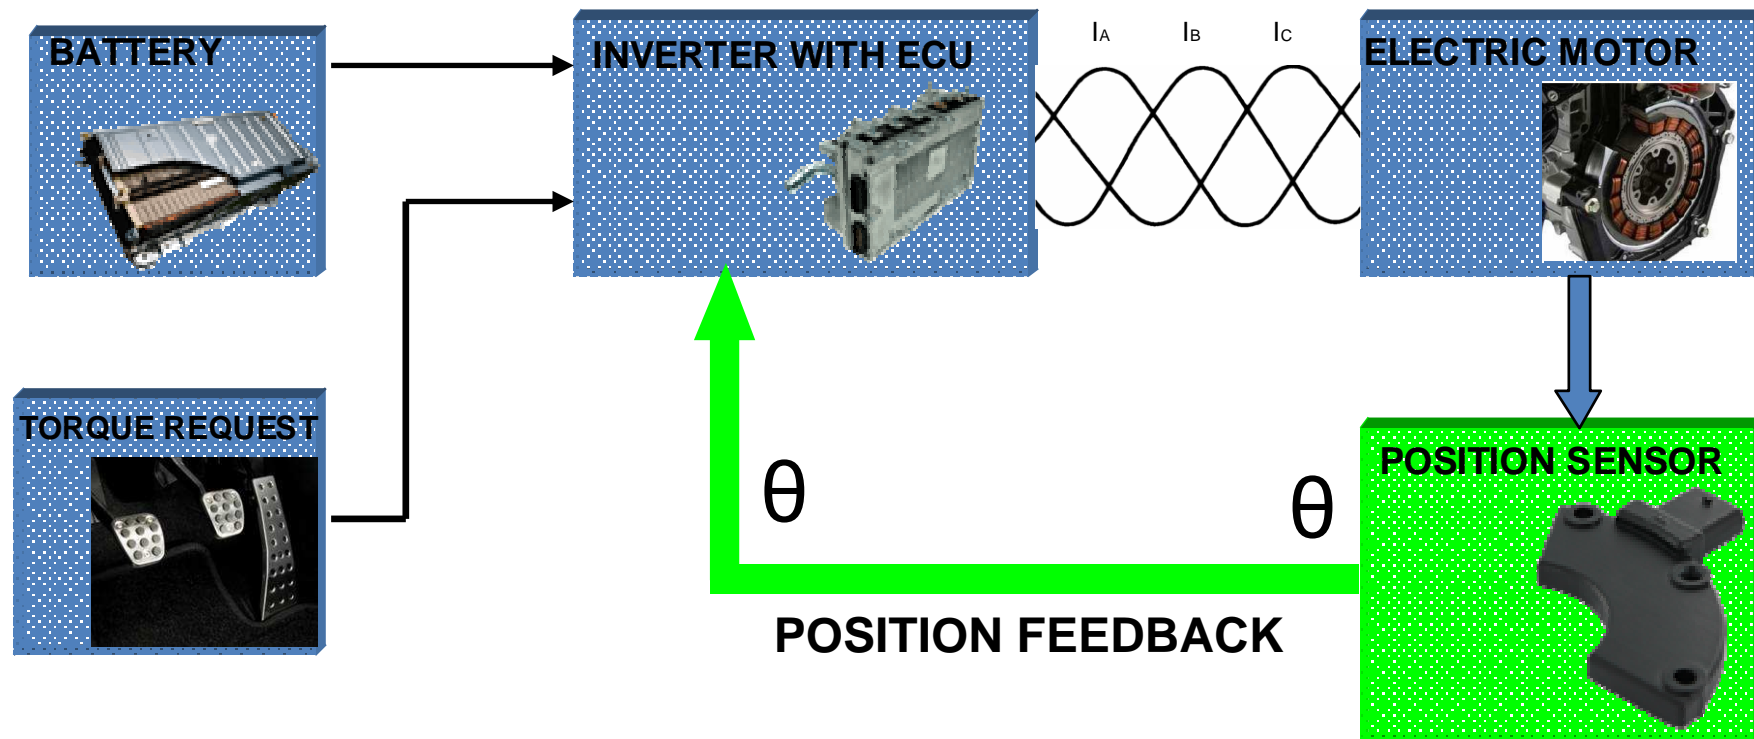 BATTERY
INVERTER WITH ECU
IA IB IC
ELECTRIC MOTOR
TORQUE REQUEST
POSITION SENSOR
θ
θ
POSITION FEEDBACK